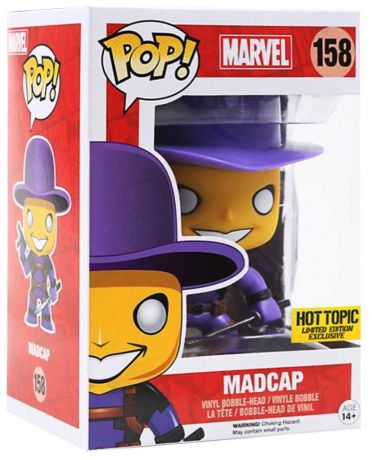 POP!
MARVEL
158
POP!
MADCAP
158
HOT TOPIC
LIMITED EDITION
EXCLUSIVE
MADCAP
VINYL BOBBLE-HEAD / VINYLE BOBBLE
LA TÊTE / BOBBLE-HEAD DE VINIL
WARNING! Choking Hazard
May contain small parts.
AGE
14+